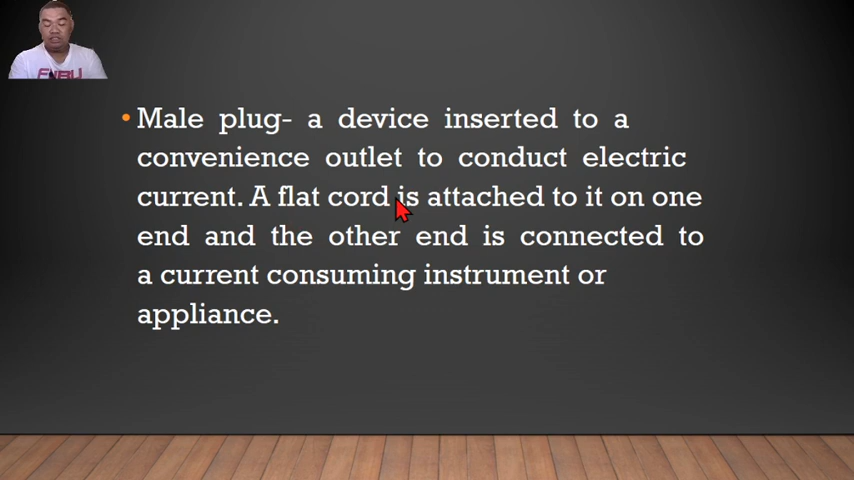 FUBU
• Male plug- a device inserted to a
convenience outlet to conduct electric
current. A flat cord is attached to it on one
end and the other end is connected to
a current consuming instrument or
appliance.